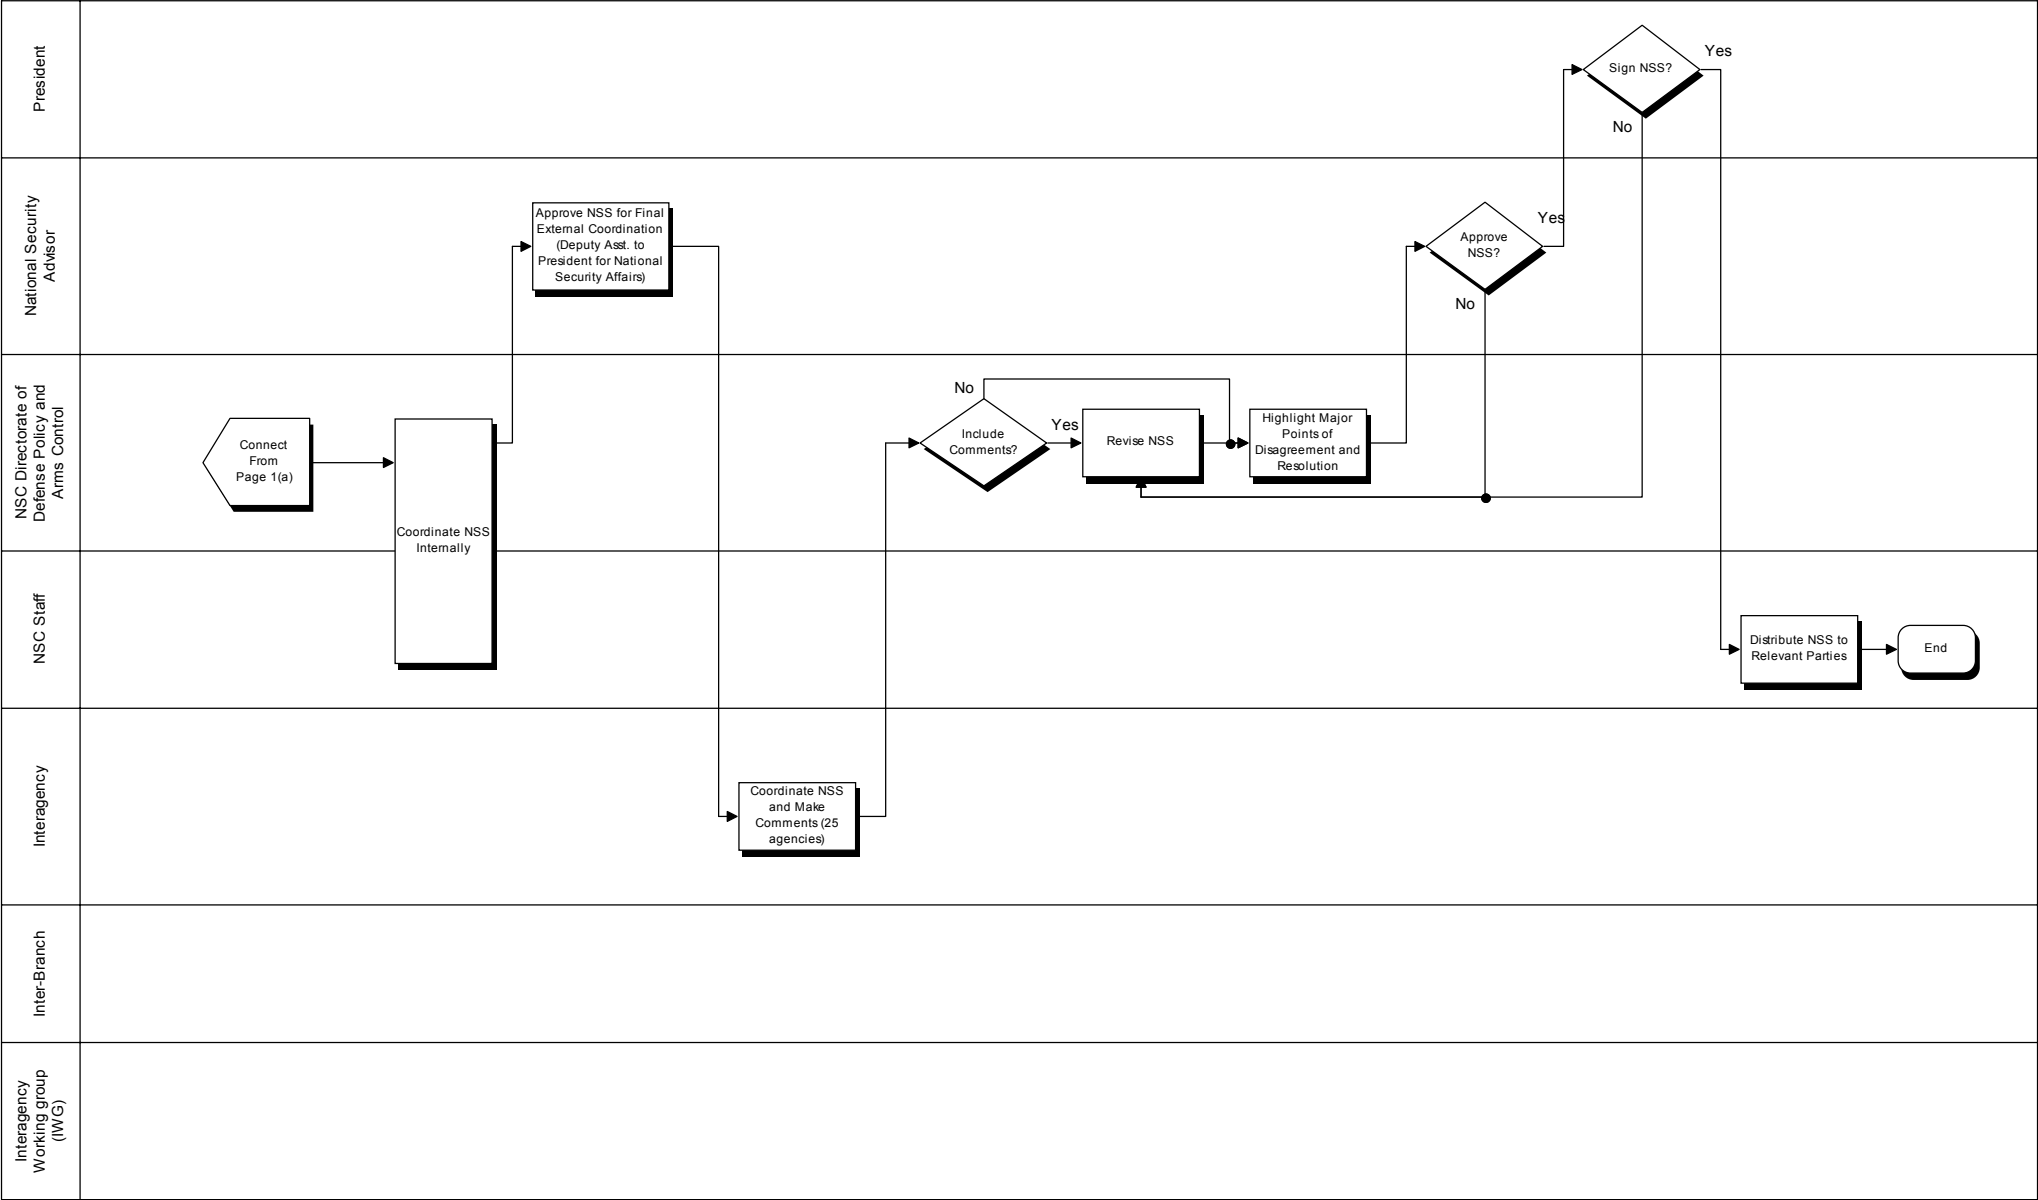 President
Sign NSS?
Yes
No
National Security
Advisor
Approve NSS for Final
External Coordination
(Deputy Asst. to
President for National
Security Affairs)
Approve
NSS?
Yes
No
NSC Directorate of
Defense Policy and
Arms Control
Connect
From
Page 1(a)
Coordinate NSS
Internally
No
Include
Comments?
Yes
Revise NSS
Highlight Major
Points of
Disagreement and
Resolution
NSC Staff
Distribute NSS to
Relevant Parties
End
Interagency
Coordinate NSS
and Make
Comments (25
agencies)
Inter-Branch
Interagency
Working group
(IWG)